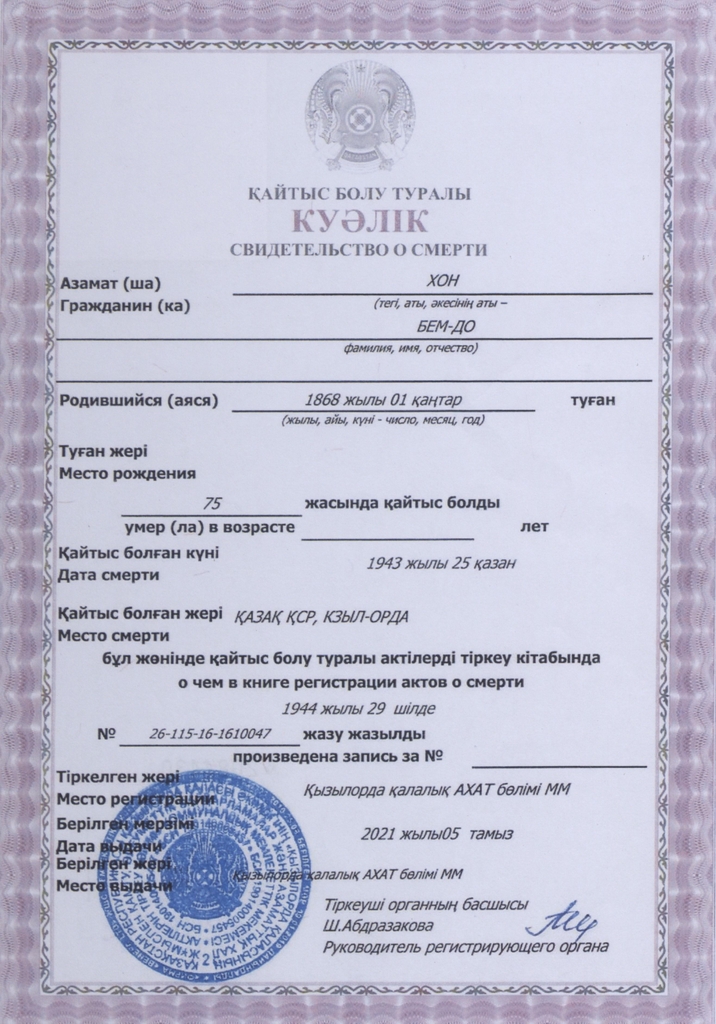 ҚАЙТЫС БОЛУ ТУРАЛЫ
КУӘЛІК
СВИДЕТЕЛЬСТВО О СМЕРТИ
Азамат (ша) ХОН
Гражданин (ка) (тегі, аты, әкесінің аты –
БЕМ-ДО
фамилия, имя, отчество)
Родившийся (аяся) 1868 жылы 01 қаңтар туған
(жылы, айы, күні - число, месяц, год)
Туған жері
Место рождения
75 жасында қайтыс болды
умер (ла) в возрасте лет
Қайтыс болған күні 1943 жылы 25 қазан
Дата смерти
Қайтыс болған жері ҚАЗАҚ ҚСР, КЗЫЛ-ОРДА
Место смерти
бұл жөнінде қайтыс болу туралы актілерді тіркеу кітабында
о чем в книге регистрации актов о смерти
1944 жылы 29 шілде
№ 26-115-16-1610047 жазу жазылды
произведена запись за №
Тіркелген жері
Место регистрации Қызылорда қалалық АХАТ бөлімі ММ
Берілген мерзімі
Дата выдачи 2021 жылы05 тамыз
Берілген жері
Место выдачи Қызылорда қалалық АХАТ бөлімі ММ
Тіркеуші органның басшысы
Ш.Абдразакова
Руководитель регистрирующего органа